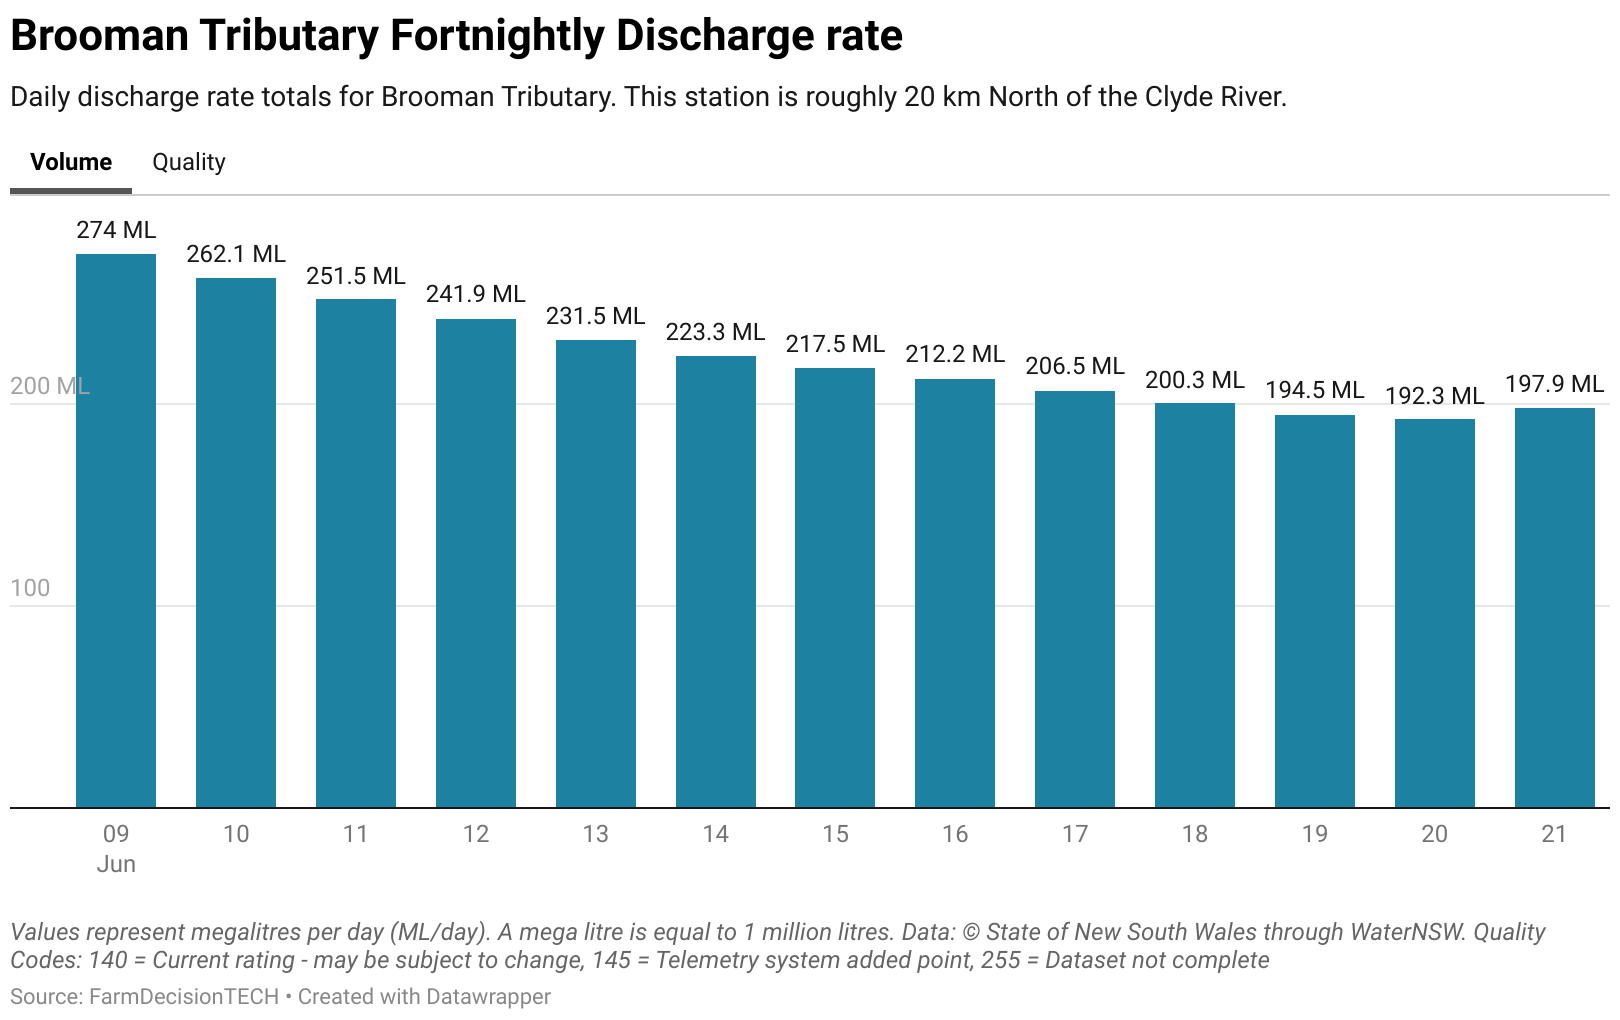 Brooman Tributary Fortnightly Discharge rate
Daily discharge rate totals for Brooman Tributary. This station is roughly 20 km North of the Clyde River.
Volume Quality
274 ML
262.1 ML
251.5 ML
241.9 ML
231.5 ML
223.3 ML
217.5 ML
212.2 ML
206.5 ML
200.3 ML
194.5 ML
192.3 ML
197.9 ML
200 ML
100
09 10 11 12 13 14 15 16 17 18 19 20 21
Jun
Values represent megalitres per day (ML/day). A mega litre is equal to 1 million litres. Data: © State of New South Wales through WaterNSW. Quality
Codes: 140 = Current rating - may be subject to change, 145 = Telemetry system added point, 255 = Dataset not complete
Source: FarmDecisionTECH • Created with Datawrapper